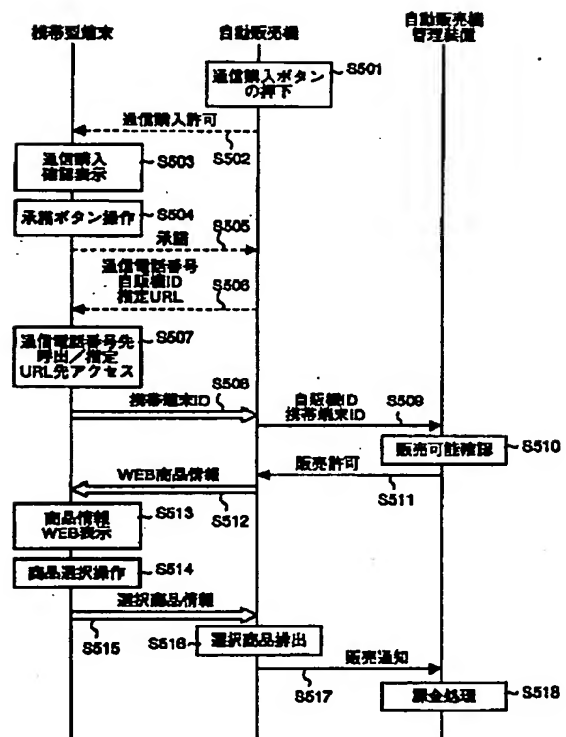 携帯型端末
自動販売機
自動販売機
管理装置
通信購入ボタン
の押下
S501
通信購入許可
S502
通信購入
確認表示
S503
承諾ボタン操作
S504
承諾
S505
通信電話番号
自販機ID
指定URL
S506
通信電話番号先
呼出/指定
URL先アクセス
S507
携帯端末ID
S508
自販機ID
携帯端末ID
S509
販売可能確認
S510
販売許可
S511
WEB商品情報
S512
商品情報
WEB表示
S513
商品選択操作
S514
選択商品情報
S515
選択商品排出
S516
販売通知
S517
課金処理
S518